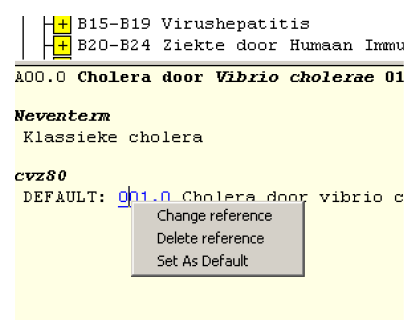 B15-B19 Virushepatitis
B20-B24 Ziekte door Humaan Immu
A00.0 Cholera door Vibrio cholerae 01
Neventerm
Klassieke cholera
cvz80
DEFAULT: 001.0 Cholera door vibrio c
Change reference
Delete reference
Set As Default